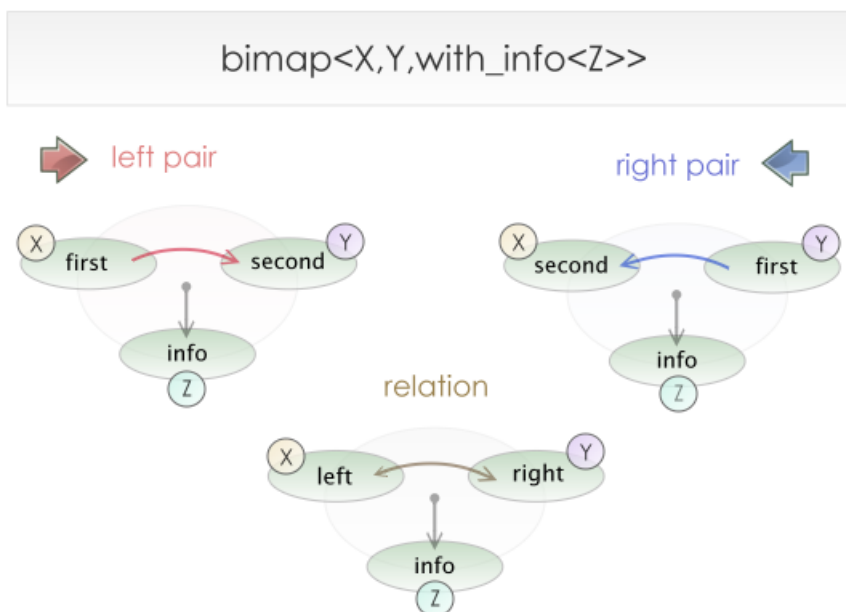 bimap<X,Y,with_info<Z>>
left pair
right pair
X
first
second
Y
info
Z
X
second
first
Y
info
Z
relation
X
left
right
Y
info
Z